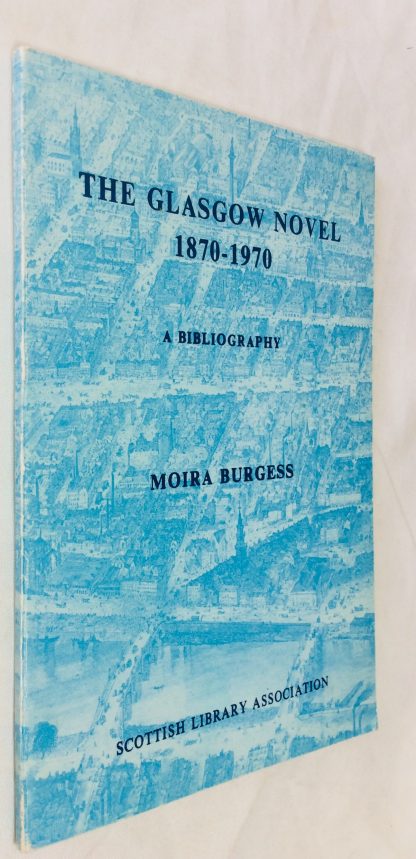 THE GLASGOW NOVEL
1870-1970
A BIBLIOGRAPHY
MOIRA BURGESS
SCOTTISH LIBRARY ASSOCIATION